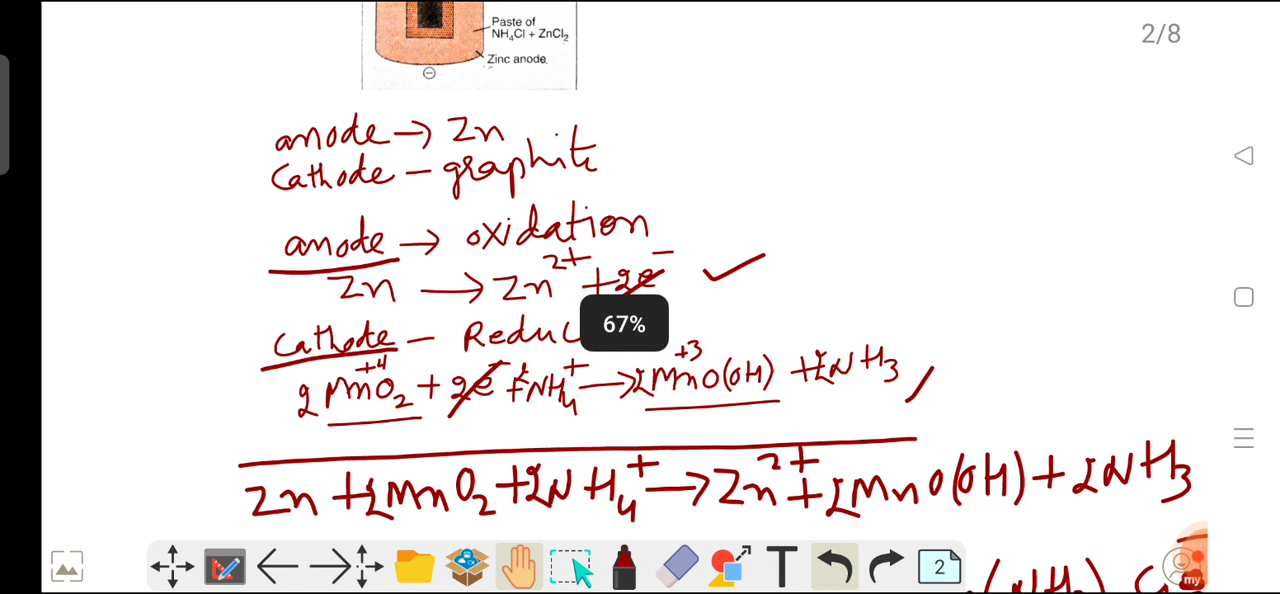 Paste of
NH₄Cl + ZnCl₂
Zinc anode
⊖
2/8
anode → Zn
Cathode – graphite
anode → oxidation
Zn → Zn²⁺ + 2e⁻
Cathode – Reduc
67%
+4 +3
2MnO₂ + 2e⁻ + 2NH₄⁺ → 2MnO(OH) + 2NH₃
Zn + 2MnO₂ + 2NH₄⁺ → Zn²⁺ + 2MnO(OH) + 2NH₃
T
2
my